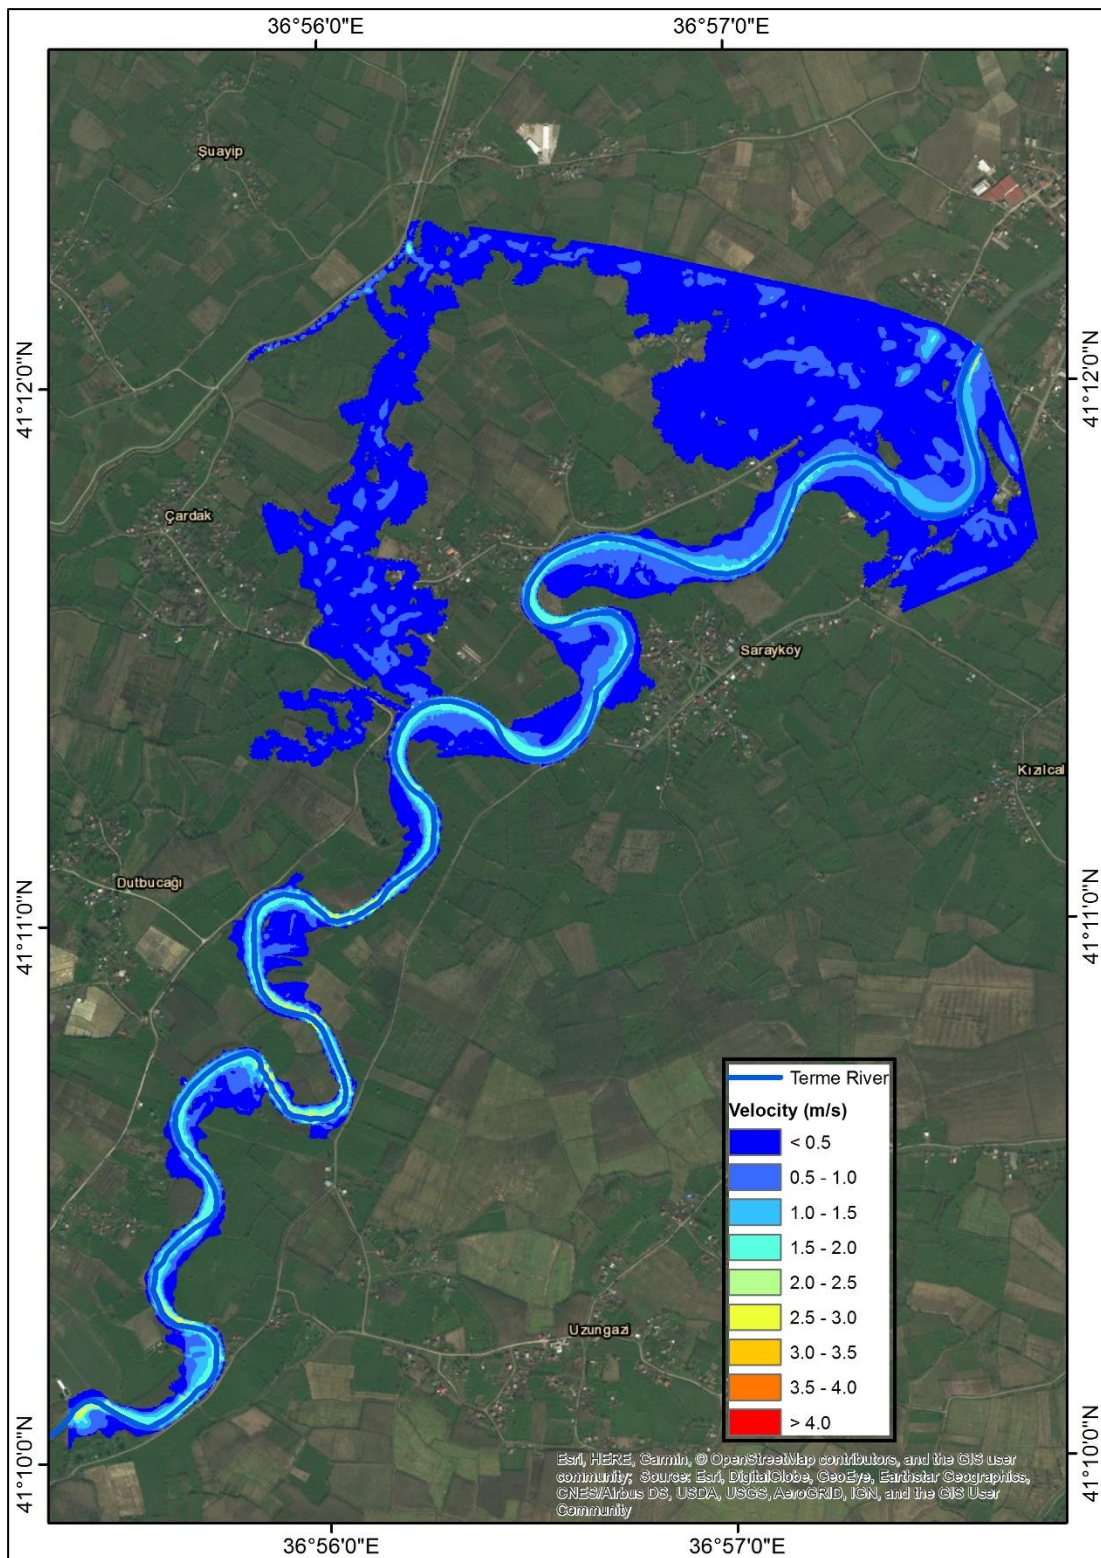 36°56'0"E
36°57'0"E
Şuayip
41°12'0"N
41°12'0"N
Çardak
Sarayköy
Kızılcal
Dutbucağı
41°11'0"N
41°11'0"N
Terme River
Velocity (m/s)
< 0.5
0.5 - 1.0
1.0 - 1.5
1.5 - 2.0
2.0 - 2.5
2.5 - 3.0
3.0 - 3.5
3.5 - 4.0
> 4.0
Uzungazi
41°10'0"N
41°10'0"N
Esri, HERE, Garmin, © OpenStreetMap contributors, and the GIS user
community; Source: Esri, DigitalGlobe, GeoEye, Earthstar Geographics,
CNES/Airbus DS, USDA, USGS, AeroGRID, IGN, and the GIS User
Community
36°56'0"E
36°57'0"E